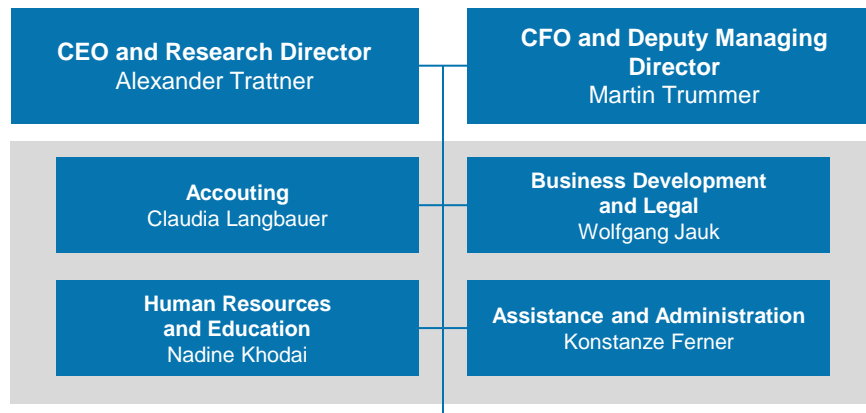 CEO and Research Director
Alexander Trattner
CFO and Deputy Managing
Director
Martin Trummer
Accouting
Claudia Langbauer
Business Development
and Legal
Wolfgang Jauk
Human Resources
and Education
Nadine Khodai
Assistance and Administration
Konstanze Ferner